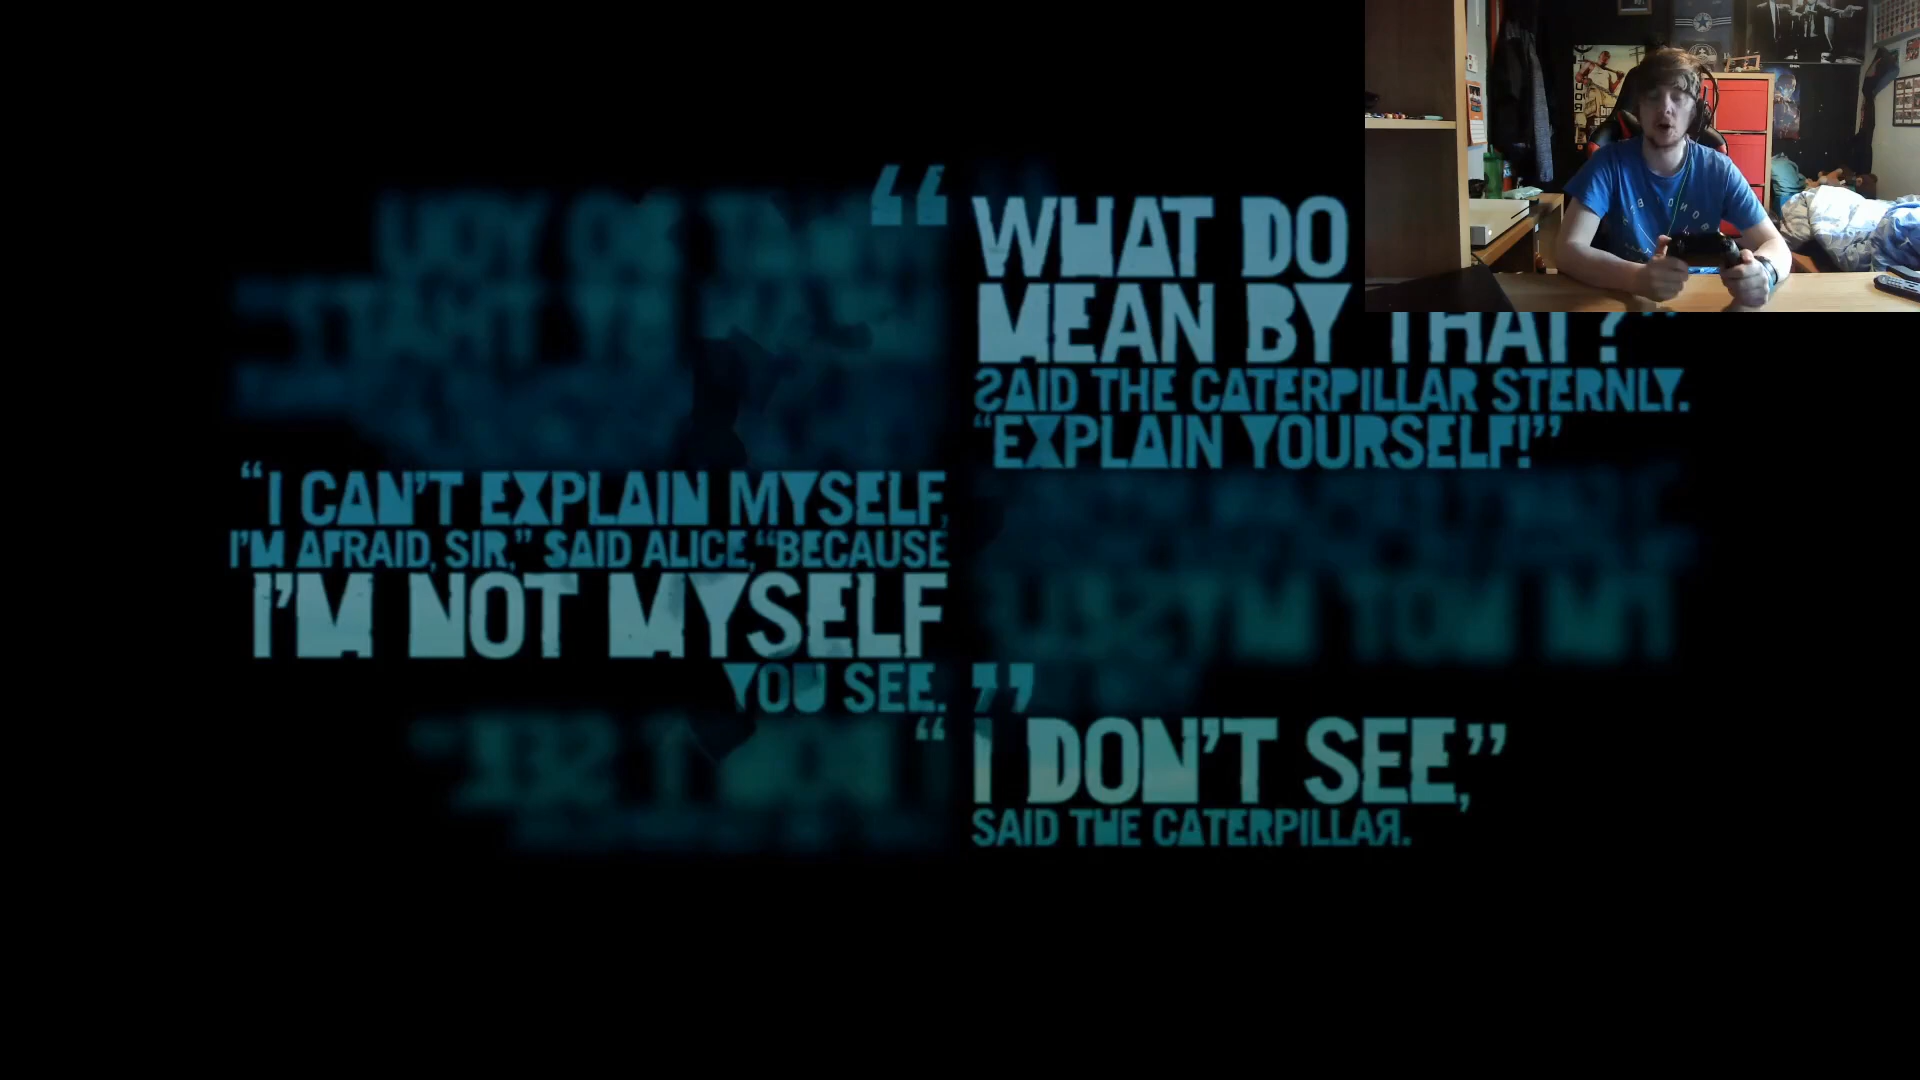 “WHAT DO
MEAN BY THAT?”
SAID THE CATERPILLAR STERNLY.
“EXPLAIN YOURSELF!”
“I CAN’T EXPLAIN MYSELF,
I’M AFRAID, SIR,” SAID ALICE, “BECAUSE
I’M NOT MYSELF
YOU SEE.”
“I DON’T SEE,”
SAID THE CATERPILLAR.